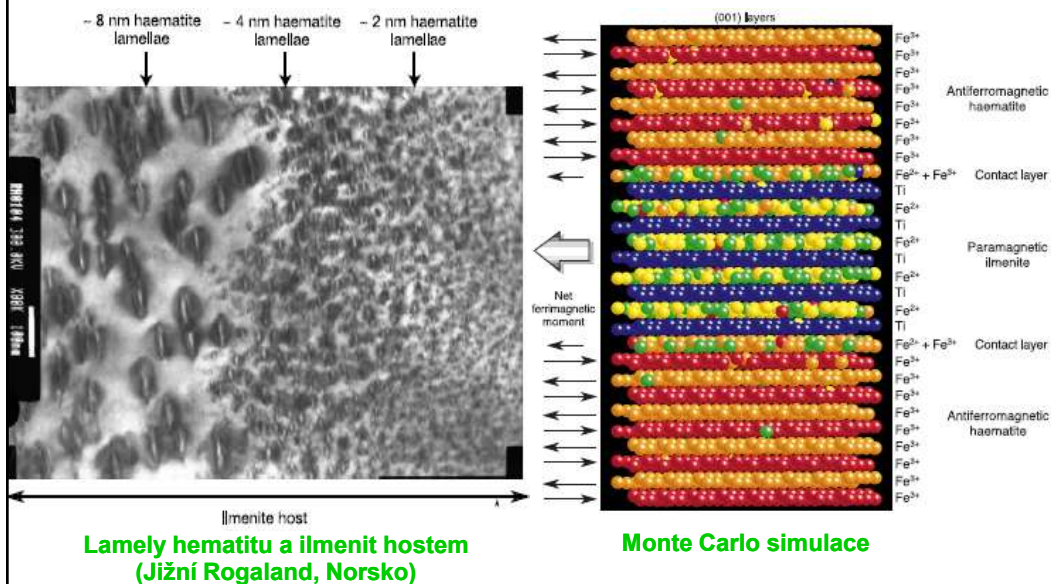 ~ 8 nm haematite lamellae
~ 4 nm haematite lamellae
~ 2 nm haematite lamellae
100nm
Ilmenite host
Lamely hematitu a ilmenit hostem
(Jižní Rogaland, Norsko)
(001) layers
Fe³⁺
Fe³⁺
Fe³⁺
Fe³⁺
Antiferromagnetic haematite
Fe³⁺
Fe³⁺
Fe³⁺
Fe³⁺
Fe²⁺ + Fe³⁺ Contact layer
Ti
Fe²⁺
Ti
Fe²⁺
Paramagnetic ilmenite
Ti
Fe²⁺
Ti
Fe²⁺
Ti
Net ferrimagnetic moment
Fe²⁺ + Fe³⁺ Contact layer
Fe³⁺
Fe³⁺
Fe³⁺
Fe³⁺
Antiferromagnetic haematite
Fe³⁺
Fe³⁺
Fe³⁺
Fe³⁺
Fe³⁺
Monte Carlo simulace